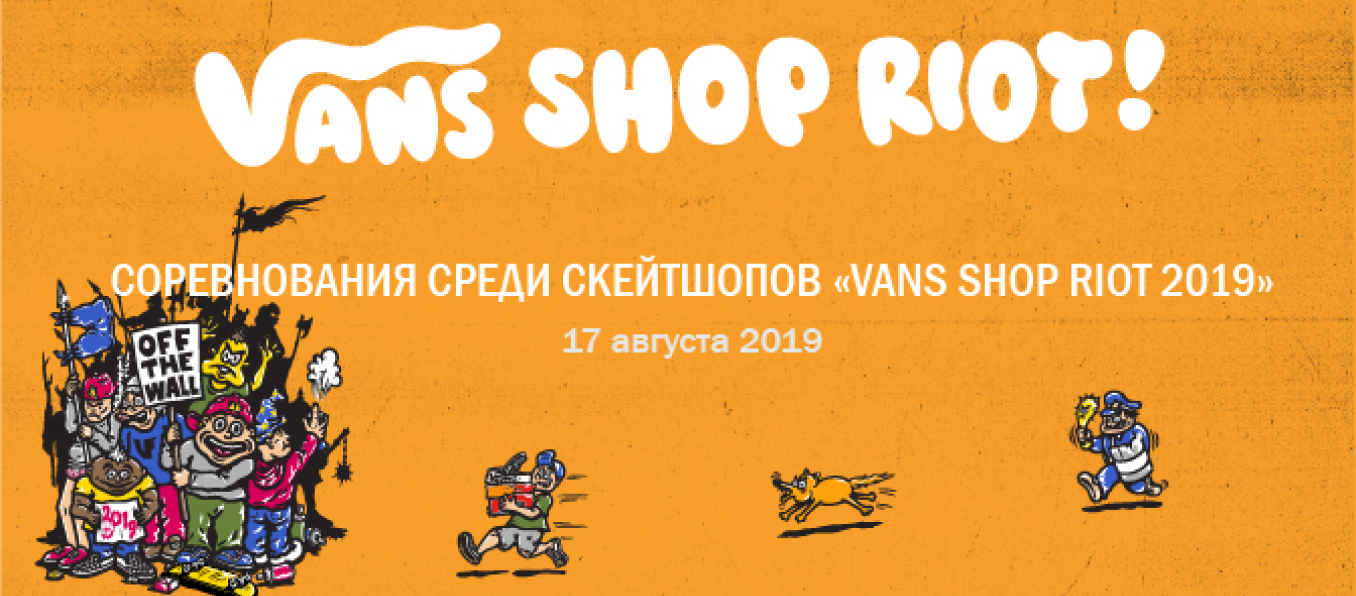 VANS SHOP RIOT!
СОРЕВНОВАНИЯ СРЕДИ СКЕЙТШОПОВ «VANS SHOP RIOT 2019»
17 августа 2019
OFF
THE
WALL
2019